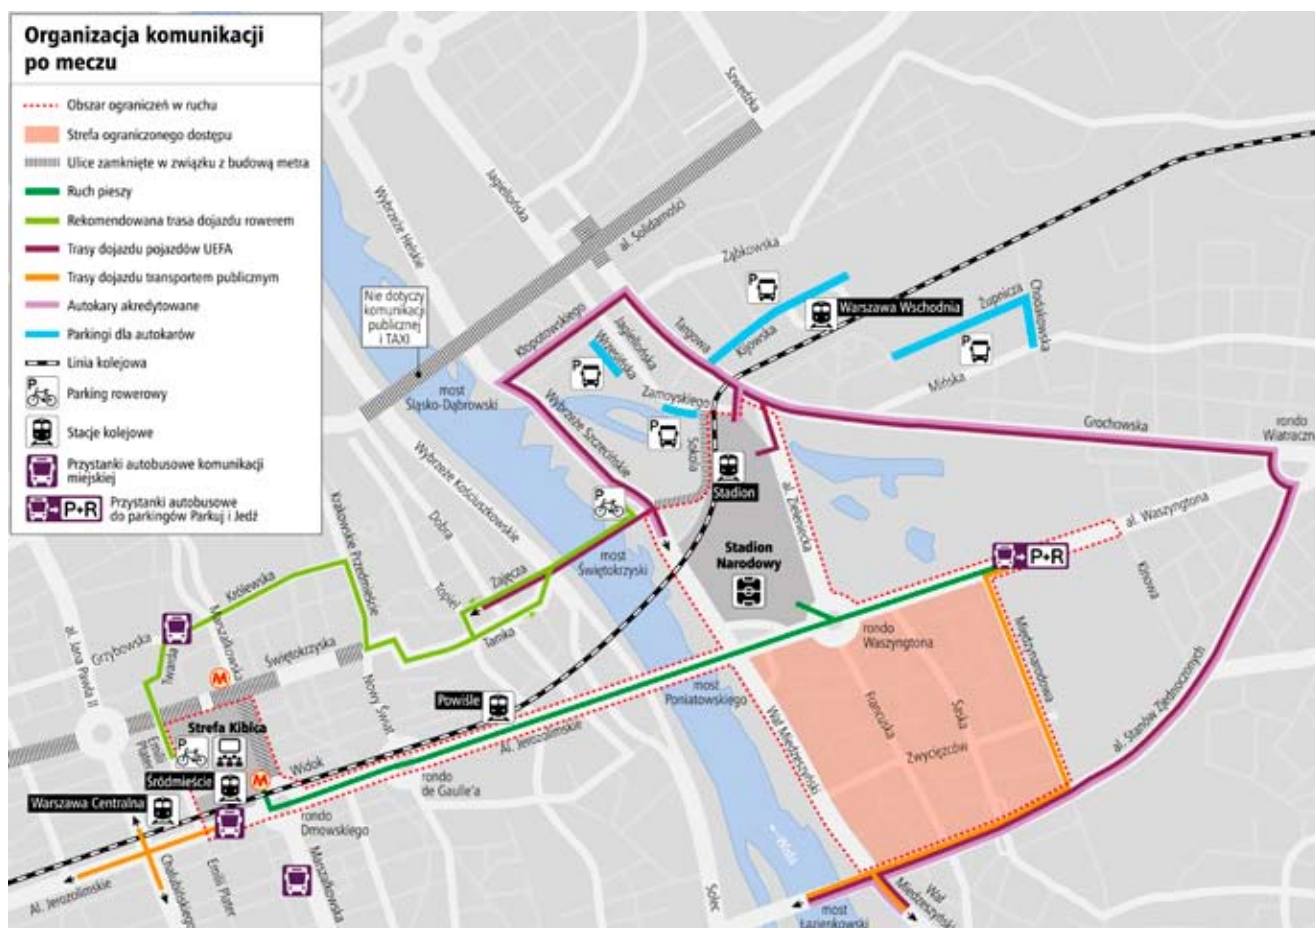 Organizacja komunikacji
po meczu
Obszar ograniczeń w ruchu
Strefa ograniczonego dostępu
Ulice zamknięte w związku z budową metra
Ruch pieszy
Rekomendowana trasa dojazdu rowerem
Trasy dojazdu pojazdów UEFA
Trasy dojazdu transportem publicznym
Autokary akredytowane
Parkingi dla autokarów
Linia kolejowa
P
Parking rowerowy
Stacje kolejowe
Przystanki autobusowe komunikacji
miejskiej
P+R
Przystanki autobusowe
do parkingów Parkuj i Jedź
Szwedzka
Jagiellońska
Wybrzeże Helskie
al. Solidarności
Ząbkowska
Nie dotyczy
komunikacji
publicznej
i TAXI
P
Warszawa Wschodnia
Żupnicza
Chodakowska
Kłopotowskiego
Jagiellońska
Targowa
Kijowska
Wrzesińska
P
P
Mińska
most
Śląsko-Dąbrowski
Zamoyskiego
P
Grochowska
rondo
Wiatraczna
Wybrzeże Szczecińskie
Sokola
Stadion
Wybrzeże Kościuszkowskie
Krakowskie Przedmieście
Dobra
P
al. Zieleniecka
al. Waszyngtona
most
Świętokrzyski
Stadion
Narodowy
P+R
Kinowa
Zajęcza
Topiel
Tamka
Królewska
Marszałkowska
Grzybowska
Twarda
al. Jana Pawła II
Świętokrzyska
rondo
Waszyngtona
Międzynarodowa
M
Nowy Świat
Powiśle
most
Poniatowskiego
Francuska
Saska
Zwycięzców
al. Stanów Zjednoczonych
Wał Miedzeszyński
Strefa Kibica
P
Emilii
Plater
Al. Jerozolimskie
Widok
Śródmieście
M
rondo
de Gaulle'a
Warszawa Centralna
rondo
Dmowskiego
Wisła
Al. Jerozolimskie
Chałubińskiego
Emilii Plater
Marszałkowska
Solec
most
Łazienkowski
Wał
Miedzeszyński